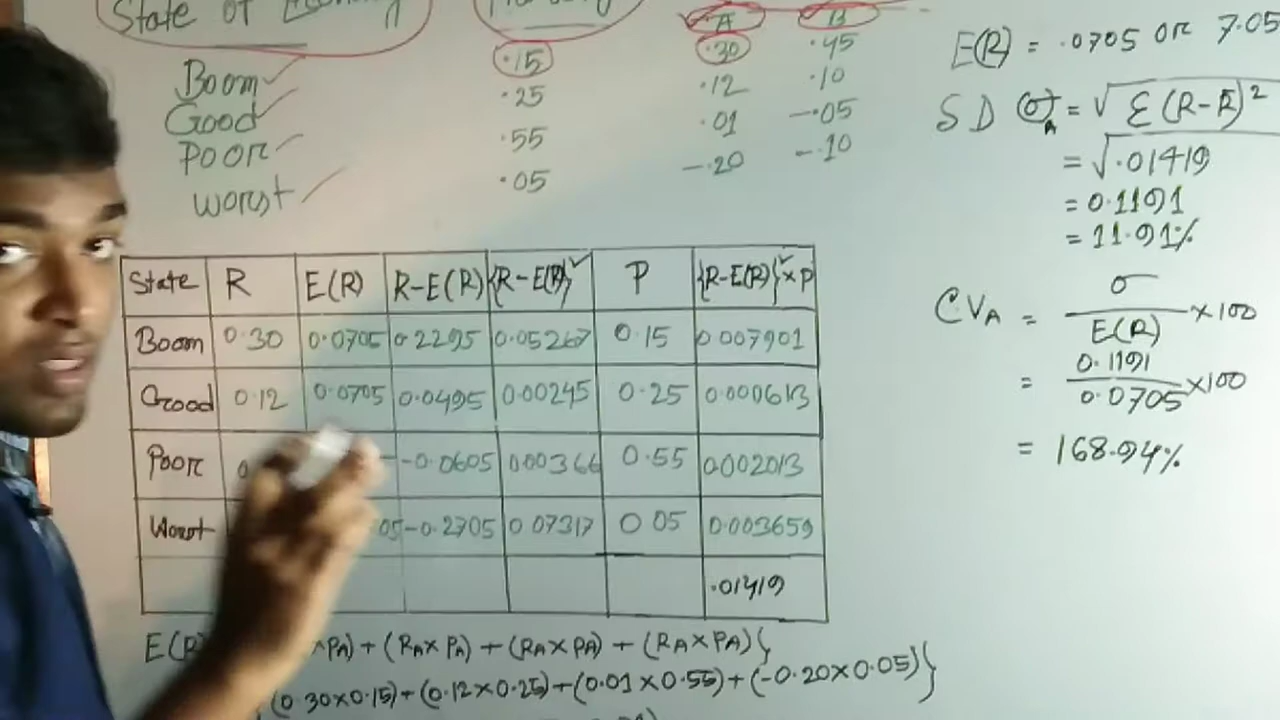 State of
A B
.15 .30 .45
Boom
.25 .12 .10
Good
.55 .01 -.05
Poor
.05 -.20 -.10
worst
E(R) = .0705 or 7.05
SD σA = √Σ(R-R̄)²
= √.01419
= 0.1191
= 11.91%
CVA = σ / E(R) ×100
= 0.1191 / 0.0705 ×100
= 168.94%
State R E(R) R-E(R) {R-E(R)}² P {R-E(R)}²×P
Boom 0.30 0.0705 0.2295 0.05267 0.15 0.007901
Good 0.12 0.0705 0.0495 0.00245 0.25 0.000613
Poor -0.0605 0.00366 0.55 0.002013
Worst 05 -0.2705 0.07317 0.05 0.003659
.01419
×PA) + (RA×PA) + (RA×PA) + (RA×PA)}
(0.30×0.15)+(0.12×0.25)+(0.01×0.55)+(-0.20×0.05)}